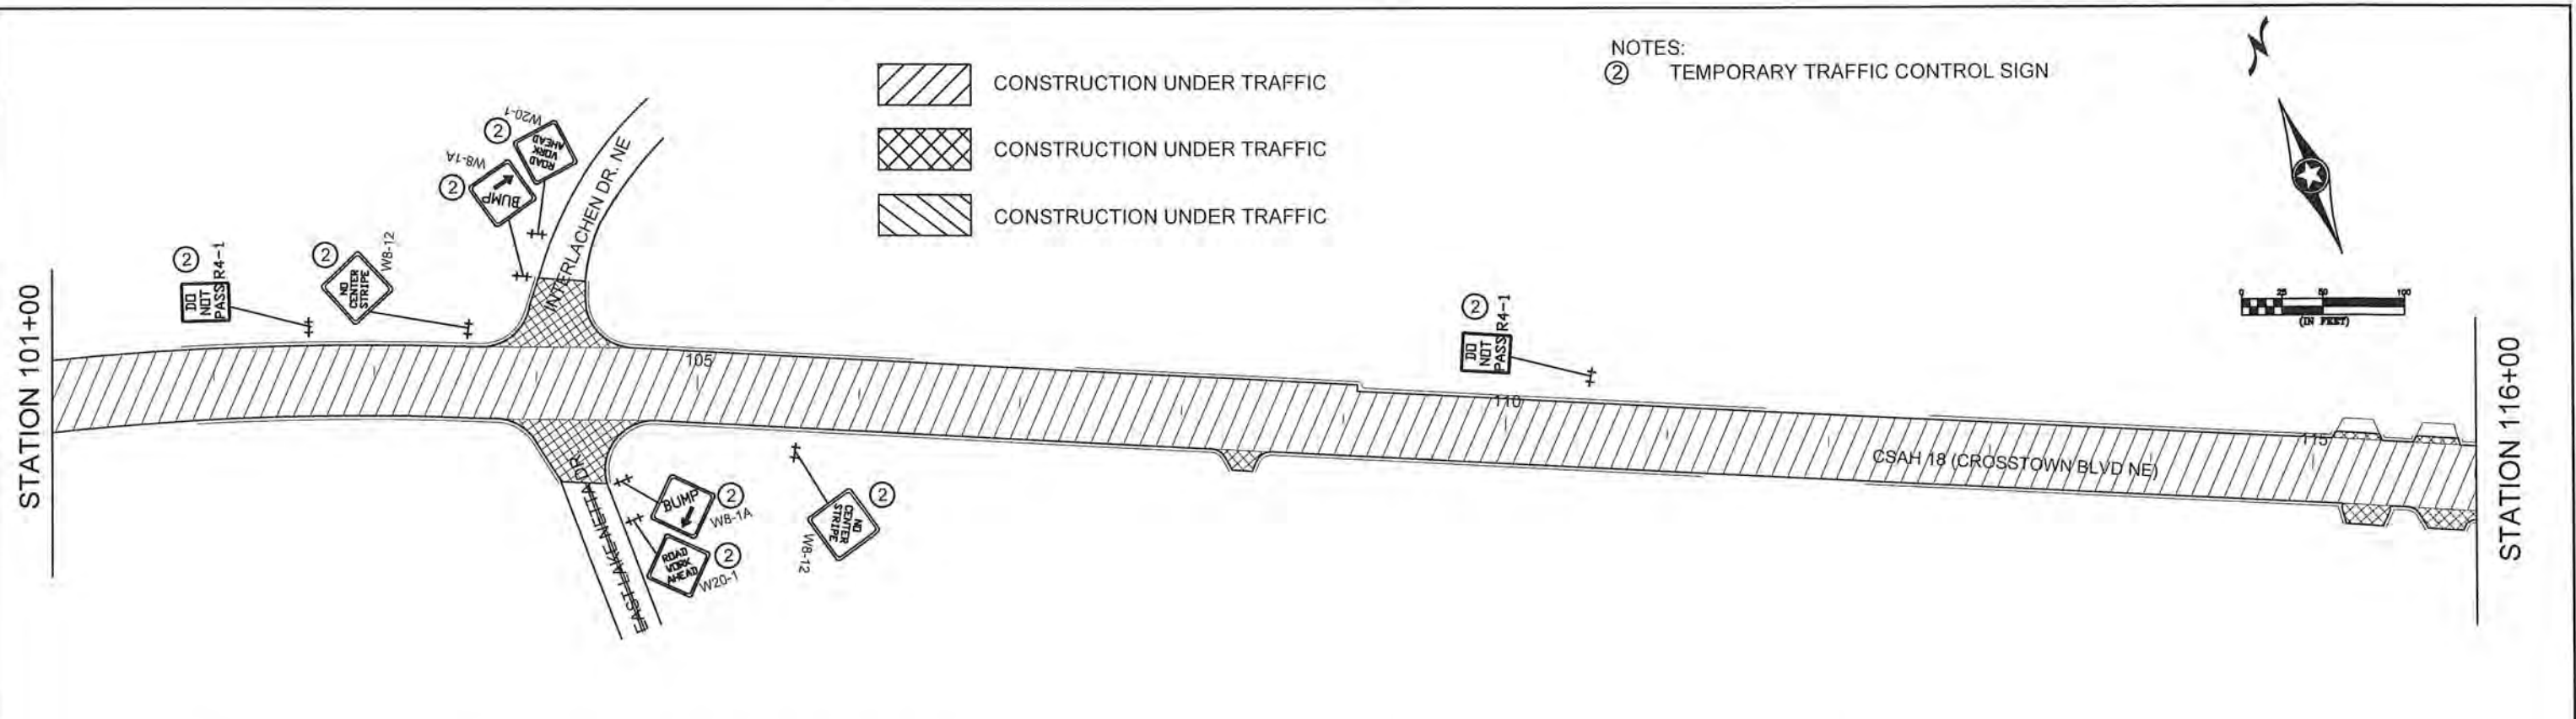 NOTES:
② TEMPORARY TRAFFIC CONTROL SIGN
CONSTRUCTION UNDER TRAFFIC
CONSTRUCTION UNDER TRAFFIC
CONSTRUCTION UNDER TRAFFIC
0 25 50 100
(IN FEET)
STATION 101+00
②
DO
NOT
PASS
R4-1
②
NO
CENTER
STRIPE
W8-12
②
BUMP
W8-1A
②
ROAD
WORK
AHEAD
W20-1
INTERLACHEN DR. NE
105
②
DO
NOT
PASS
R4-1
110
115
CSAH 18 (CROSSTOWN BLVD NE)
EAST LAKE NETTA DR
BUMP
②
W8-1A
ROAD
WORK
AHEAD
②
W20-1
②
NO
CENTER
STRIPE
W8-12
STATION 116+00